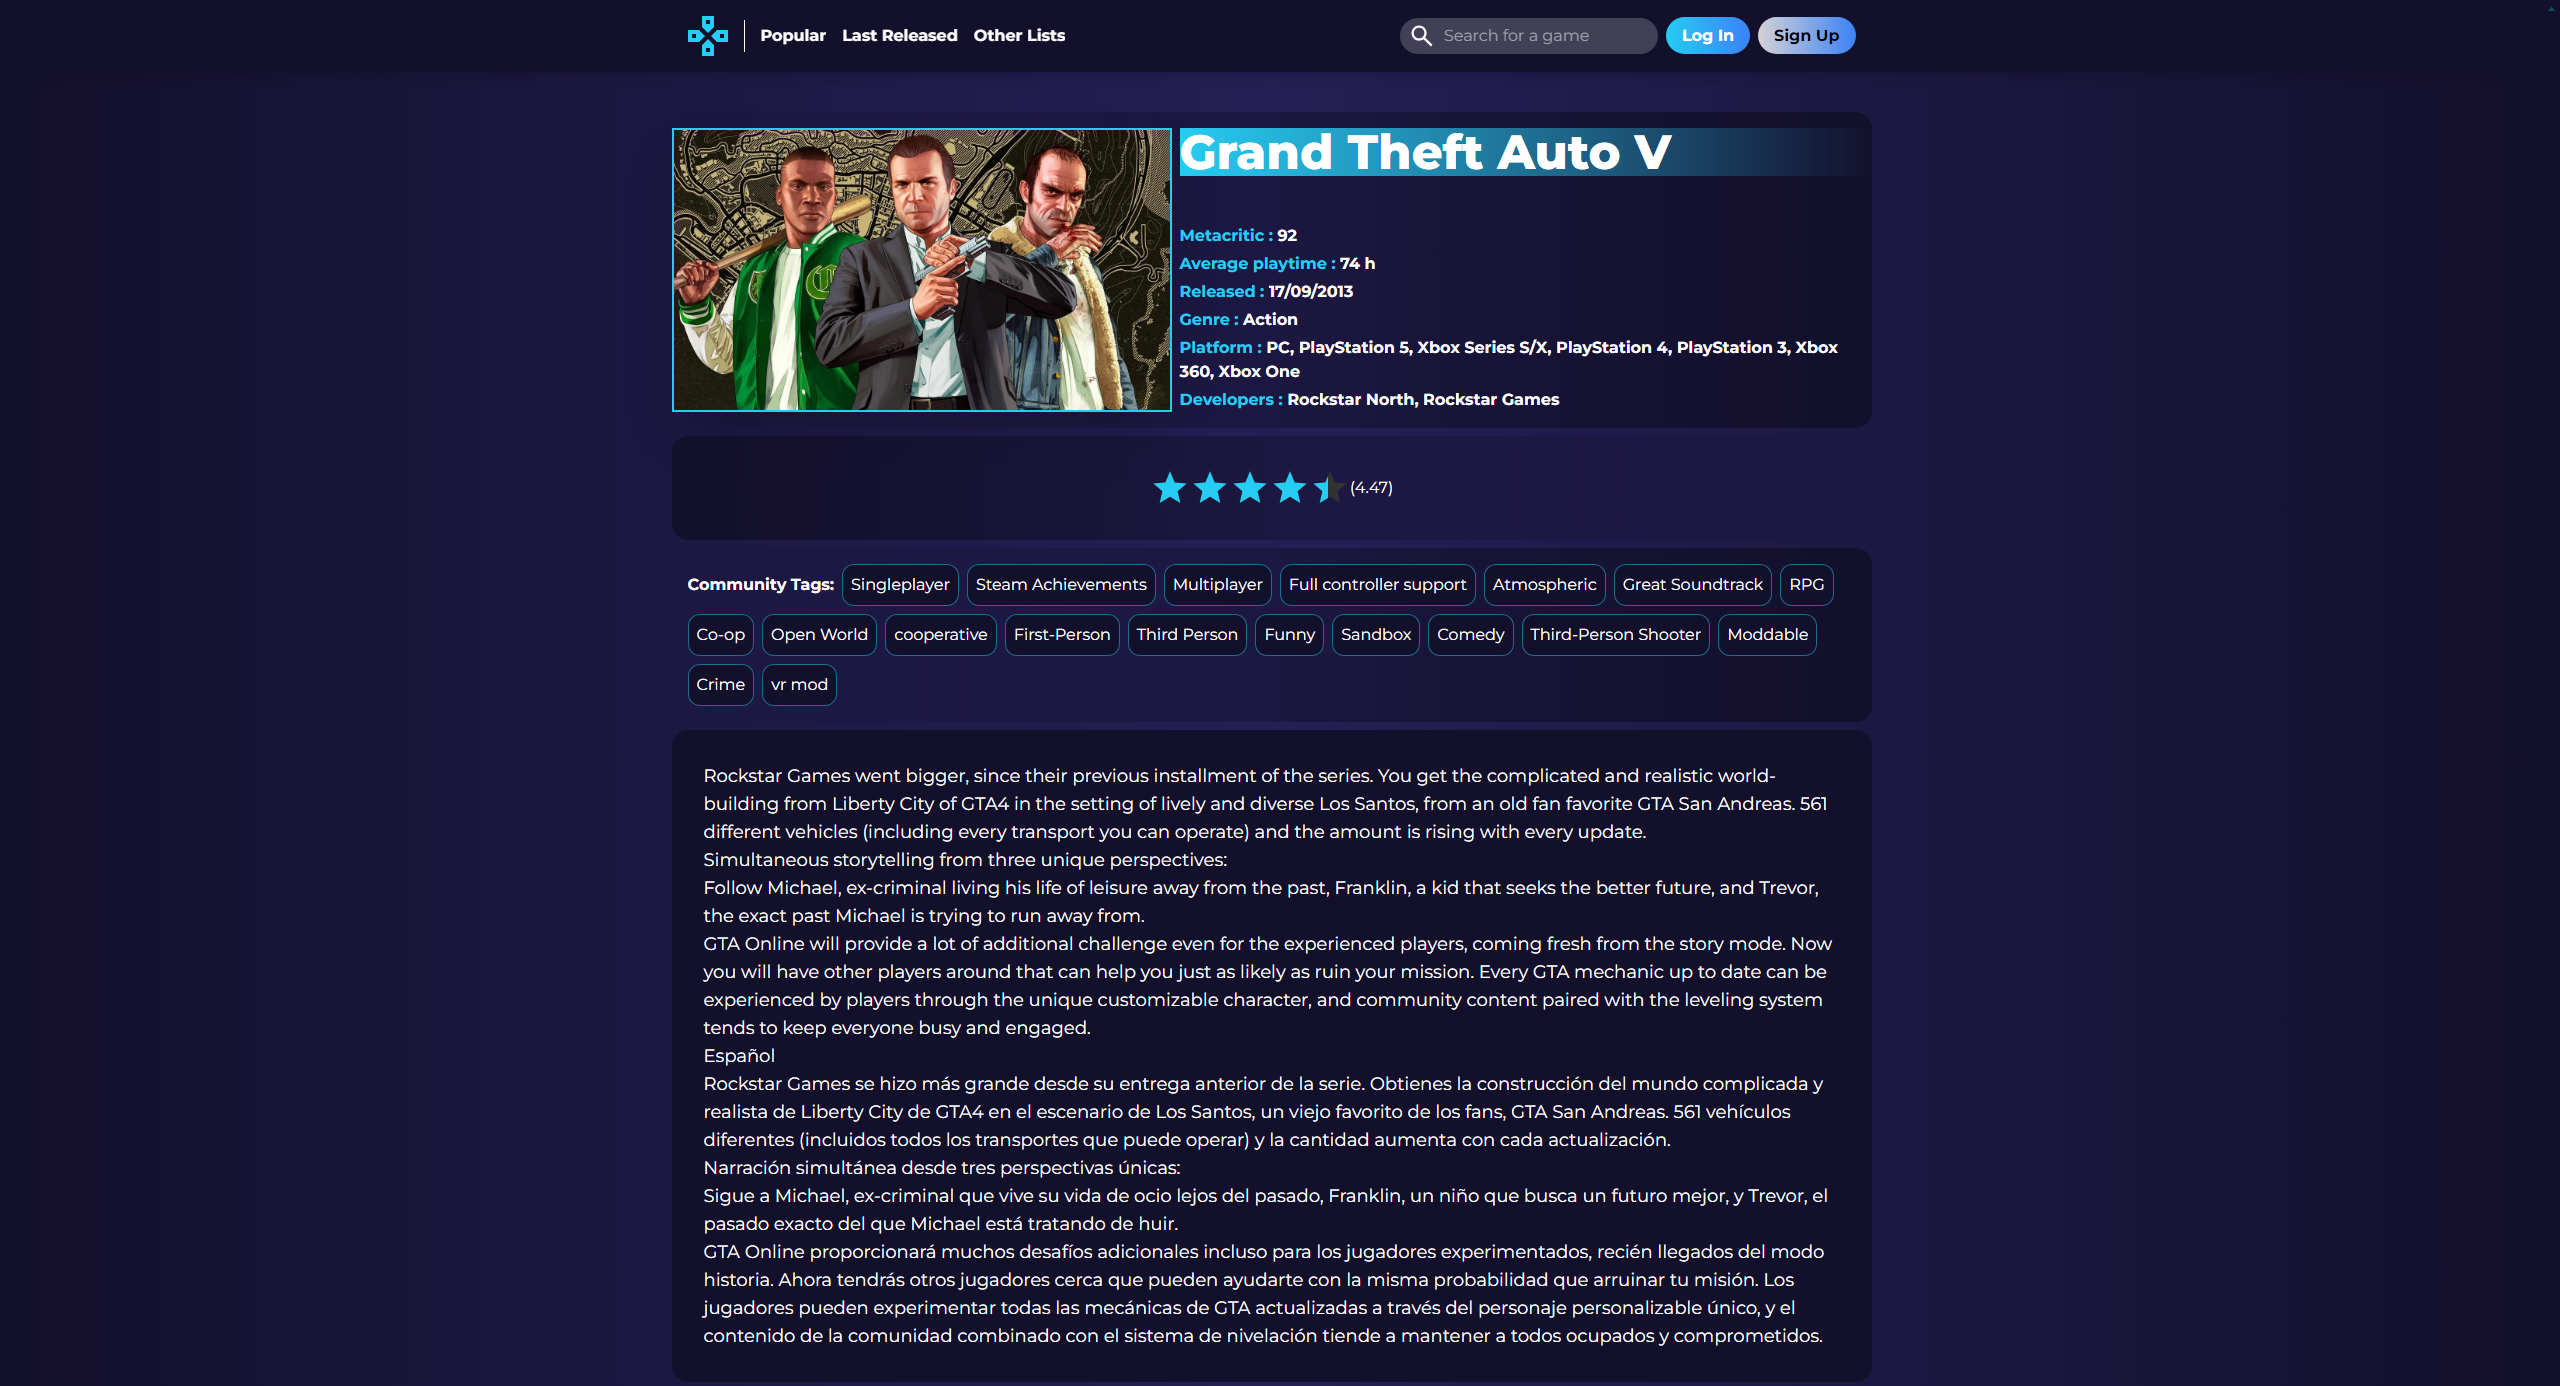 Popular Last Released Other Lists Search for a game Log In Sign Up
Grand Theft Auto V
Metacritic : 92
Average playtime : 74 h
Released : 17/09/2013
Genre : Action
Platform : PC, PlayStation 5, Xbox Series S/X, PlayStation 4, PlayStation 3, Xbox
360, Xbox One
Developers : Rockstar North, Rockstar Games
(4.47)
Community Tags: Singleplayer Steam Achievements Multiplayer Full controller support Atmospheric Great Soundtrack RPG
Co-op Open World cooperative First-Person Third Person Funny Sandbox Comedy Third-Person Shooter Moddable
Crime vr mod
Rockstar Games went bigger, since their previous installment of the series. You get the complicated and realistic world-
building from Liberty City of GTA4 in the setting of lively and diverse Los Santos, from an old fan favorite GTA San Andreas. 561
different vehicles (including every transport you can operate) and the amount is rising with every update.
Simultaneous storytelling from three unique perspectives:
Follow Michael, ex-criminal living his life of leisure away from the past, Franklin, a kid that seeks the better future, and Trevor,
the exact past Michael is trying to run away from.
GTA Online will provide a lot of additional challenge even for the experienced players, coming fresh from the story mode. Now
you will have other players around that can help you just as likely as ruin your mission. Every GTA mechanic up to date can be
experienced by players through the unique customizable character, and community content paired with the leveling system
tends to keep everyone busy and engaged.
Español
Rockstar Games se hizo más grande desde su entrega anterior de la serie. Obtienes la construcción del mundo complicada y
realista de Liberty City de GTA4 en el escenario de Los Santos, un viejo favorito de los fans, GTA San Andreas. 561 vehículos
diferentes (incluidos todos los transportes que puede operar) y la cantidad aumenta con cada actualización.
Narración simultánea desde tres perspectivas únicas:
Sigue a Michael, ex-criminal que vive su vida de ocio lejos del pasado, Franklin, un niño que busca un futuro mejor, y Trevor, el
pasado exacto del que Michael está tratando de huir.
GTA Online proporcionará muchos desafíos adicionales incluso para los jugadores experimentados, recién llegados del modo
historia. Ahora tendrás otros jugadores cerca que pueden ayudarte con la misma probabilidad que arruinar tu misión. Los
jugadores pueden experimentar todas las mecánicas de GTA actualizadas a través del personaje personalizable único, y el
contenido de la comunidad combinado con el sistema de nivelación tiende a mantener a todos ocupados y comprometidos.